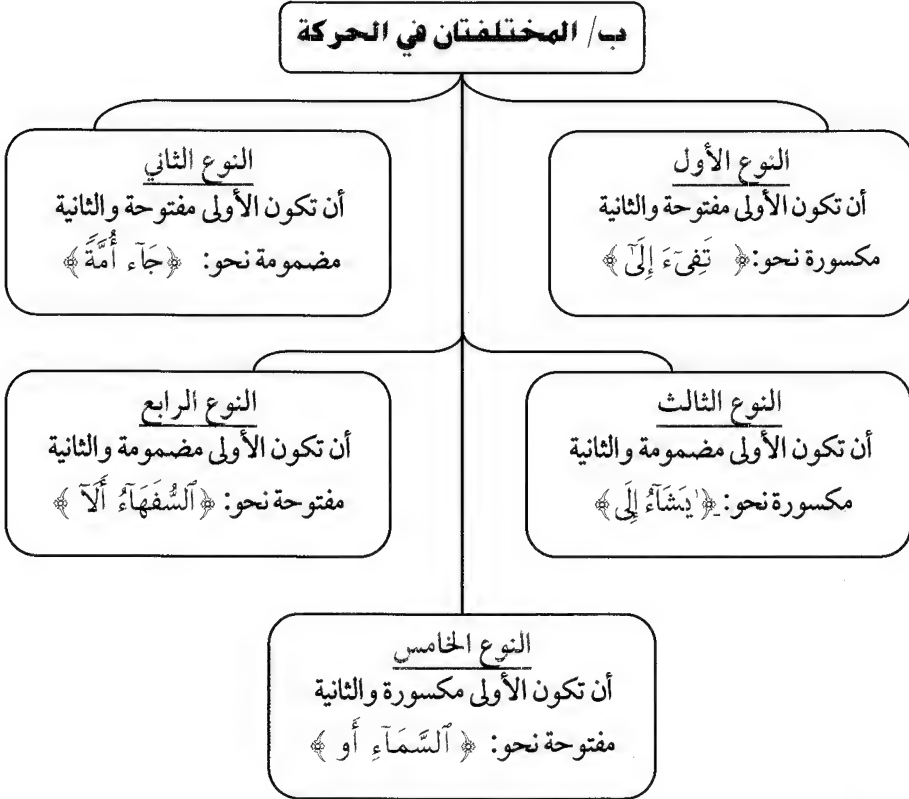 ب/ المختلفتان في الحركة
النوع الأول
أن تكون الأولى مفتوحة والثانية
مكسورة نحو: ﴿ تَفِىٓءَ إِلَىٰٓ ﴾
النوع الثاني
أن تكون الأولى مفتوحة والثانية
مضمومة نحو: ﴿جَآءَ أُمَّةً﴾
النوع الثالث
أن تكون الأولى مضمومة والثانية
مكسورة نحو: ﴿يَشَآءُ إِلَى﴾
النوع الرابع
أن تكون الأولى مضمومة والثانية
مفتوحة نحو: ﴿ٱلسُّفَهَآءُ أَلَآ ﴾
النوع الخامس
أن تكون الأولى مكسورة والثانية
مفتوحة نحو: ﴿ ٱلسَّمَآءِ أَو ﴾